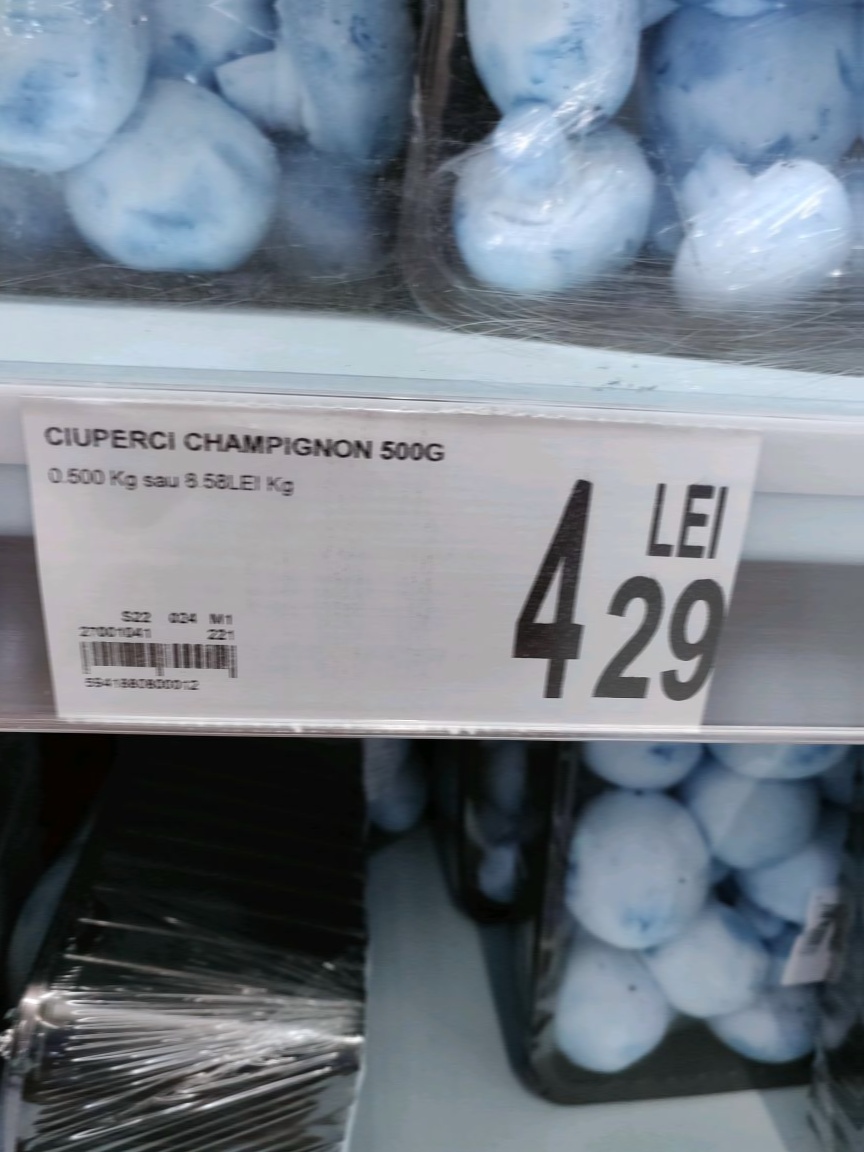 CIUPERCI CHAMPIGNON 500G
0.500 Kg sau 8.58LEI Kg
4 29 LEI
S22 024 M1
27001041 221
5941880800012